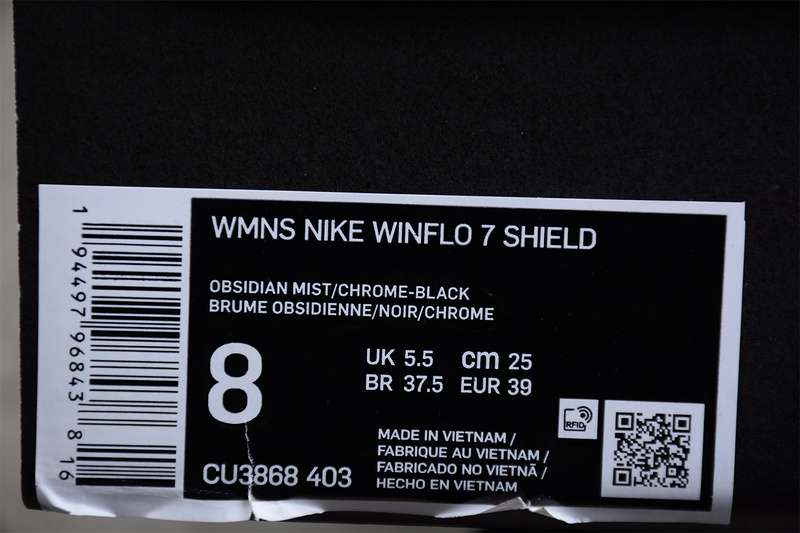 WMNS NIKE WINFLO 7 SHIELD
OBSIDIAN MIST/CHROME-BLACK
BRUME OBSIDIENNE/NOIR/CHROME
8
UK 5.5 cm 25
BR 37.5 EUR 39
CU3868 403
MADE IN VIETNAM /
FABRIQUE AU VIETNAM /
FABRICADO NO VIETNÃ /
HECHO EN VIETNAM
RFID
1 94497 96843 8 16